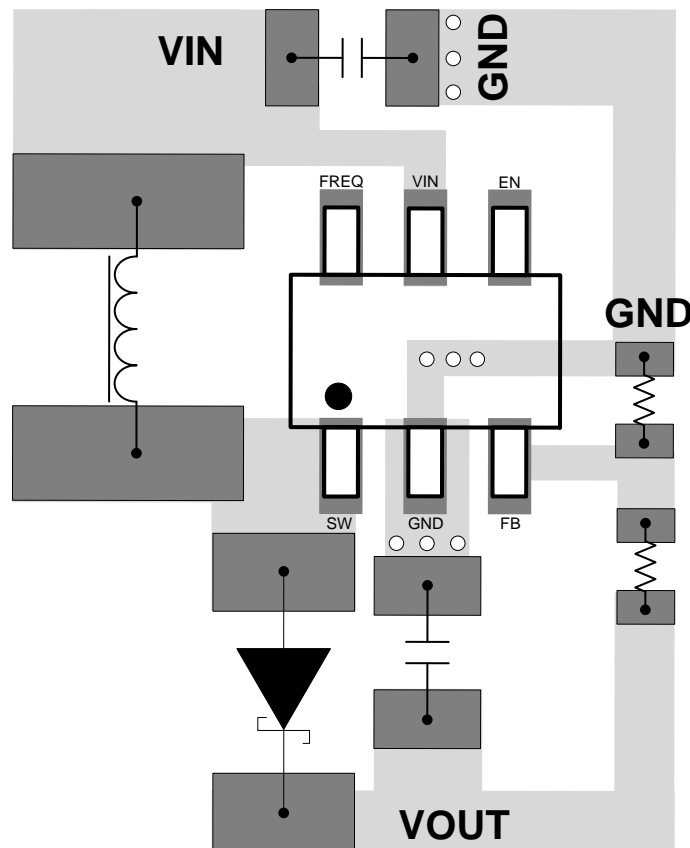 VIN
GND
FREQ
VIN
EN
GND
SW
GND
FB
VOUT